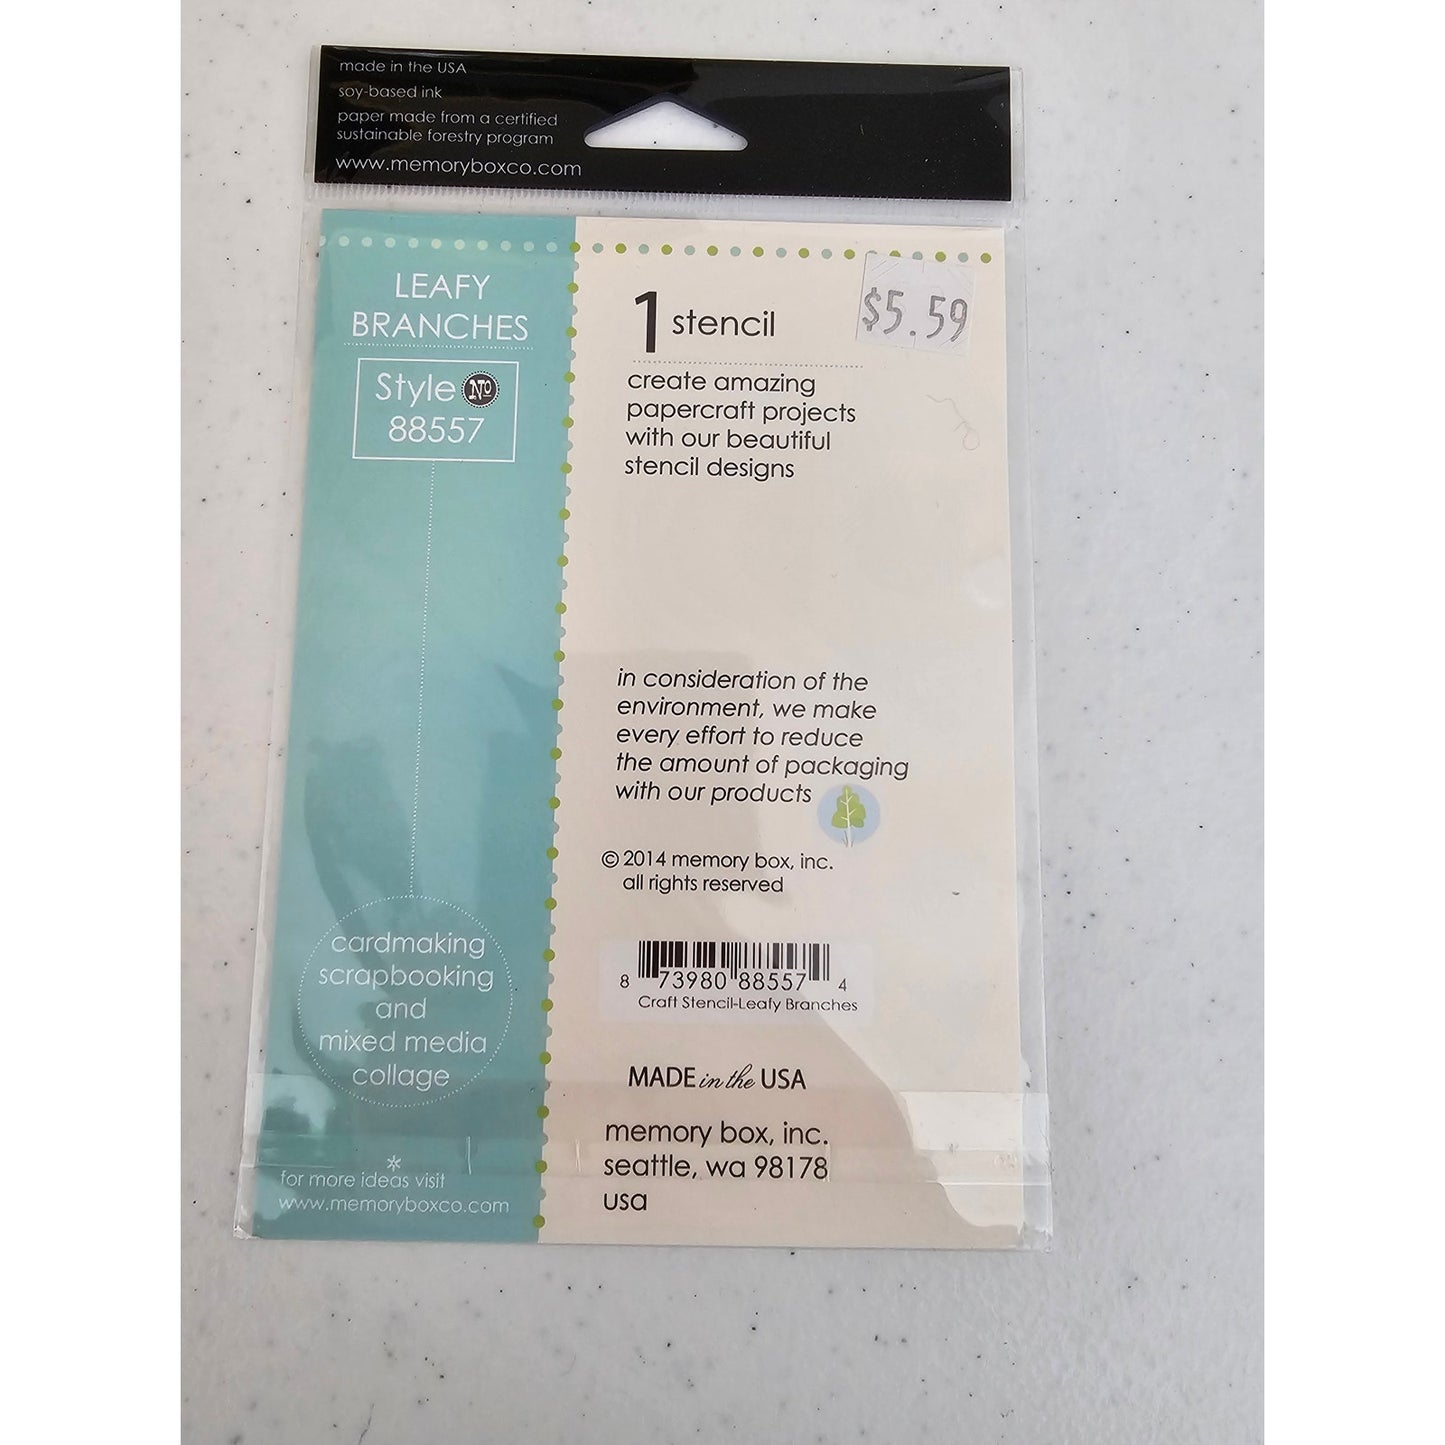 made in the USA
soy-based ink
paper made from a certified
sustainable forestry program
www.memoryboxco.com
LEAFY
BRANCHES
Style No
88557
cardmaking
scrapbooking
and
mixed media
collage
*
for more ideas visit
www.memoryboxco.com
1 stencil
$5.59
create amazing
papercraft projects
with our beautiful
stencil designs
in consideration of the
environment, we make
every effort to reduce
the amount of packaging
with our products
© 2014 memory box, inc.
all rights reserved
8 73980 88557 4
Craft Stencil-Leafy Branches
MADE in the USA
memory box, inc.
seattle, wa 98178
usa